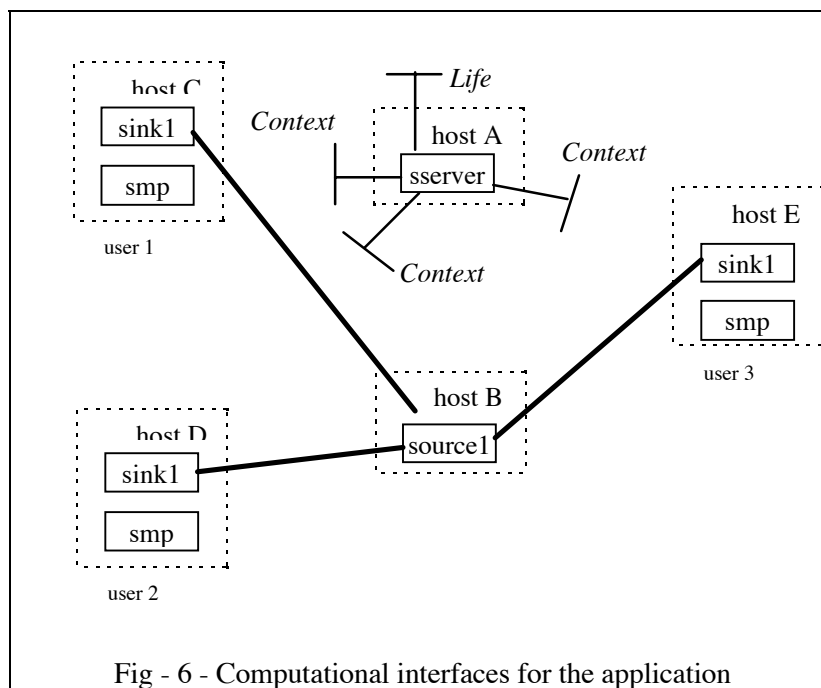 host C
sink1
smp
user 1
Life
Context
host A
sserver
Context
Context
host E
sink1
smp
user 3
host B
source1
host D
sink1
smp
user 2
Fig - 6 - Computational interfaces for the application